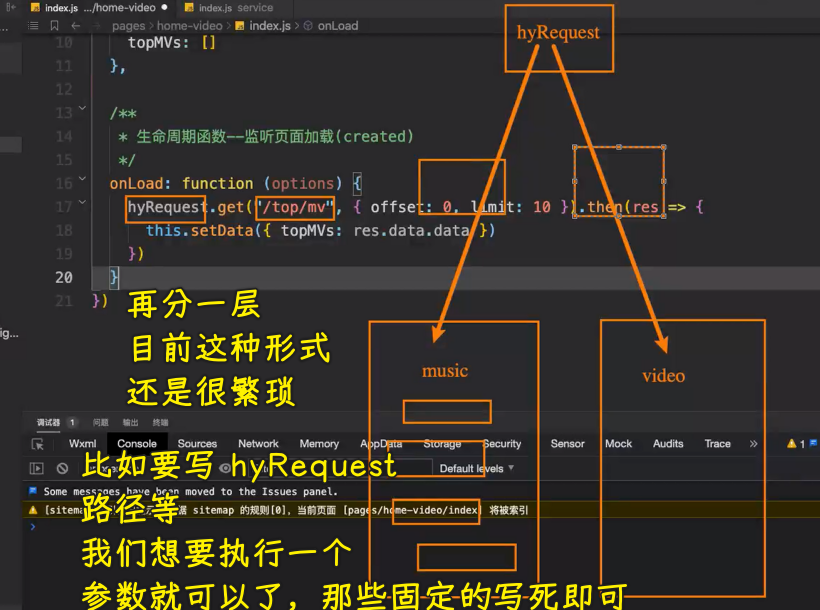 index.js .../home-video ●
index.js service
pages > home-video > index.js > onLoad
hyRequest
10 topMVs: []
11 },
12
13 /**
14 * 生命周期函数--监听页面加载(created)
15 */
16 onLoad: function (options) {
17 hyRequest.get("/top/mv", { offset: 0, limit: 10 }).then(res => {
18 this.setData({ topMVs: res.data.data })
19 })
20 }
21 })
ig...
再分一层
目前这种形式
还是很繁琐
music
video
调试器 1 问题 输出 终端
Wxml Console Sources Network Memory AppData Storage Security Sensor Mock Audits Trace » 1
Default levels ▼
比如要写 hyRequest
Some messages have been moved to the Issues panel.
路径等
[sitema 据 sitemap 的规则[0], 当前页面 [pages/home-video/index] 将被索引
>
我们想要执行一个
参数就可以了，那些固定的写死即可